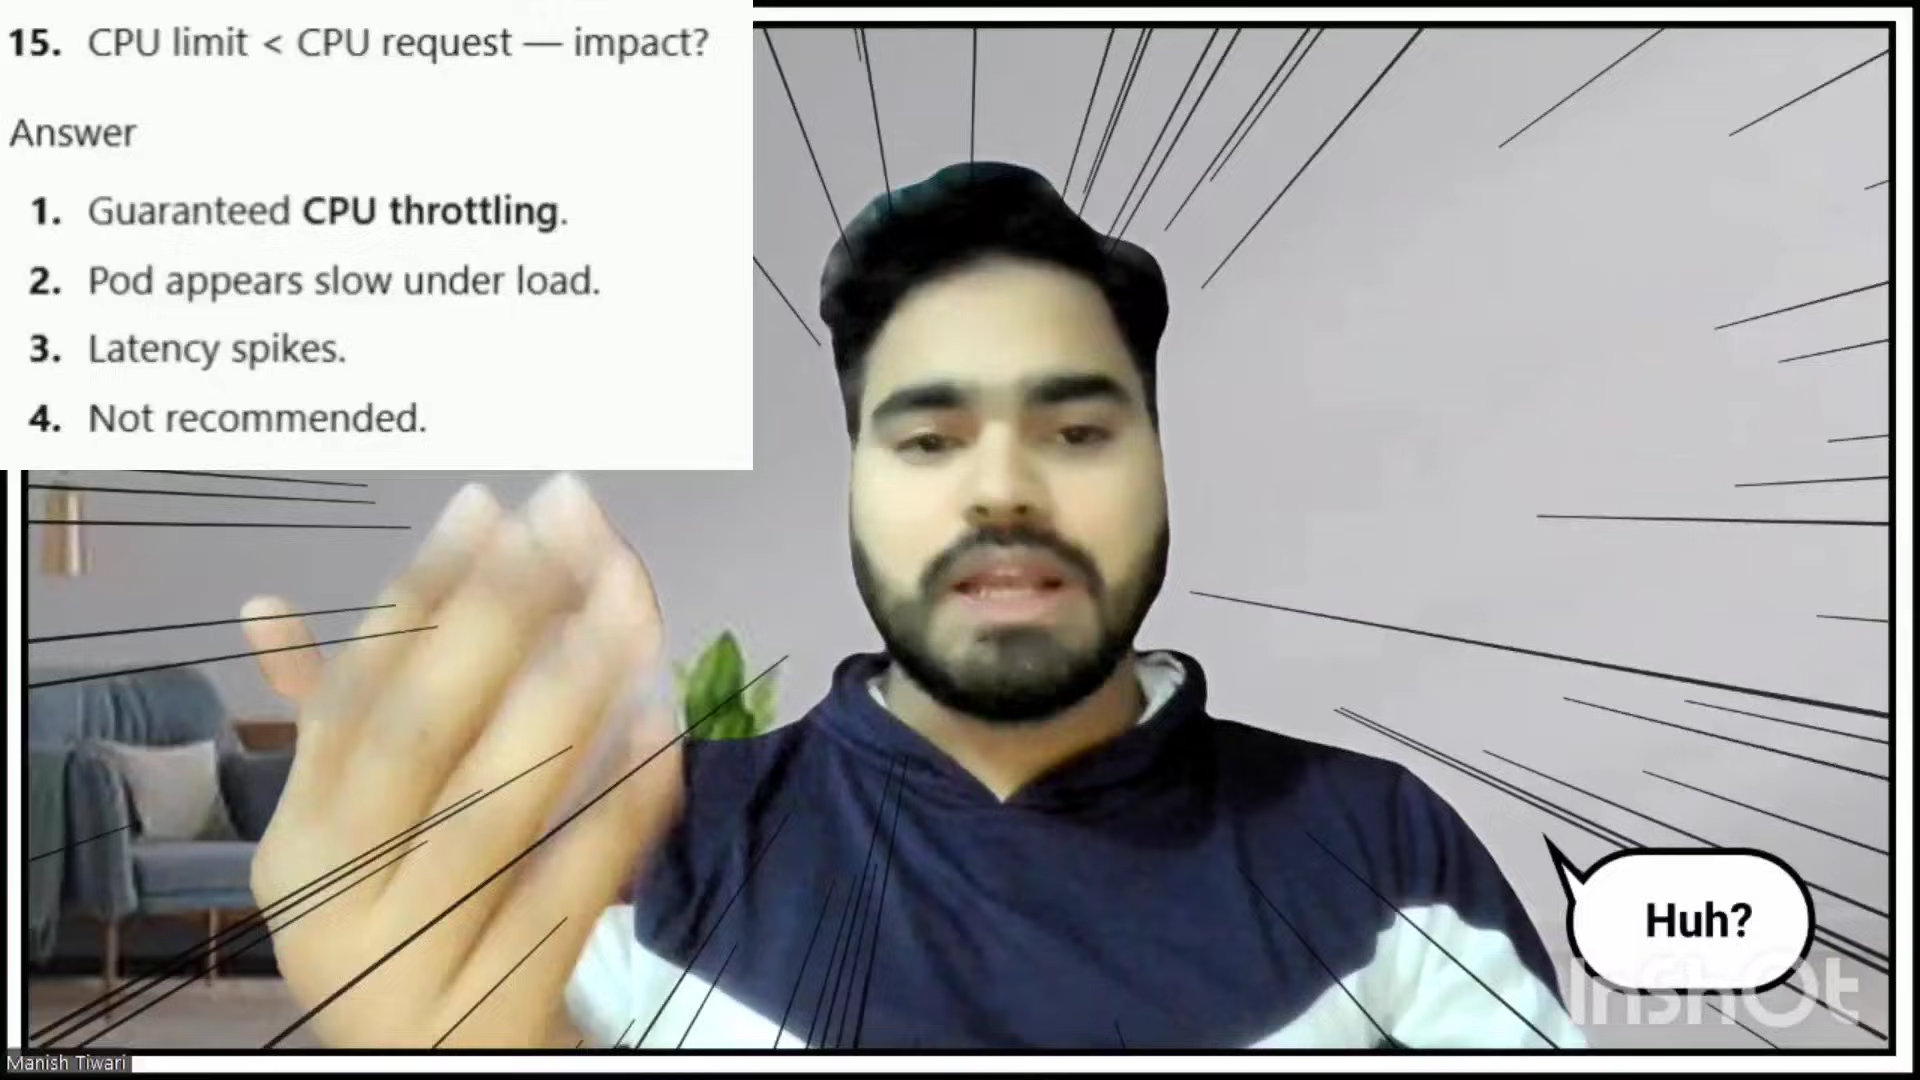 15. CPU limit < CPU request — impact?
Answer
1. Guaranteed CPU throttling.
2. Pod appears slow under load.
3. Latency spikes.
4. Not recommended.
Huh?
InShOt
Manish Tiwari